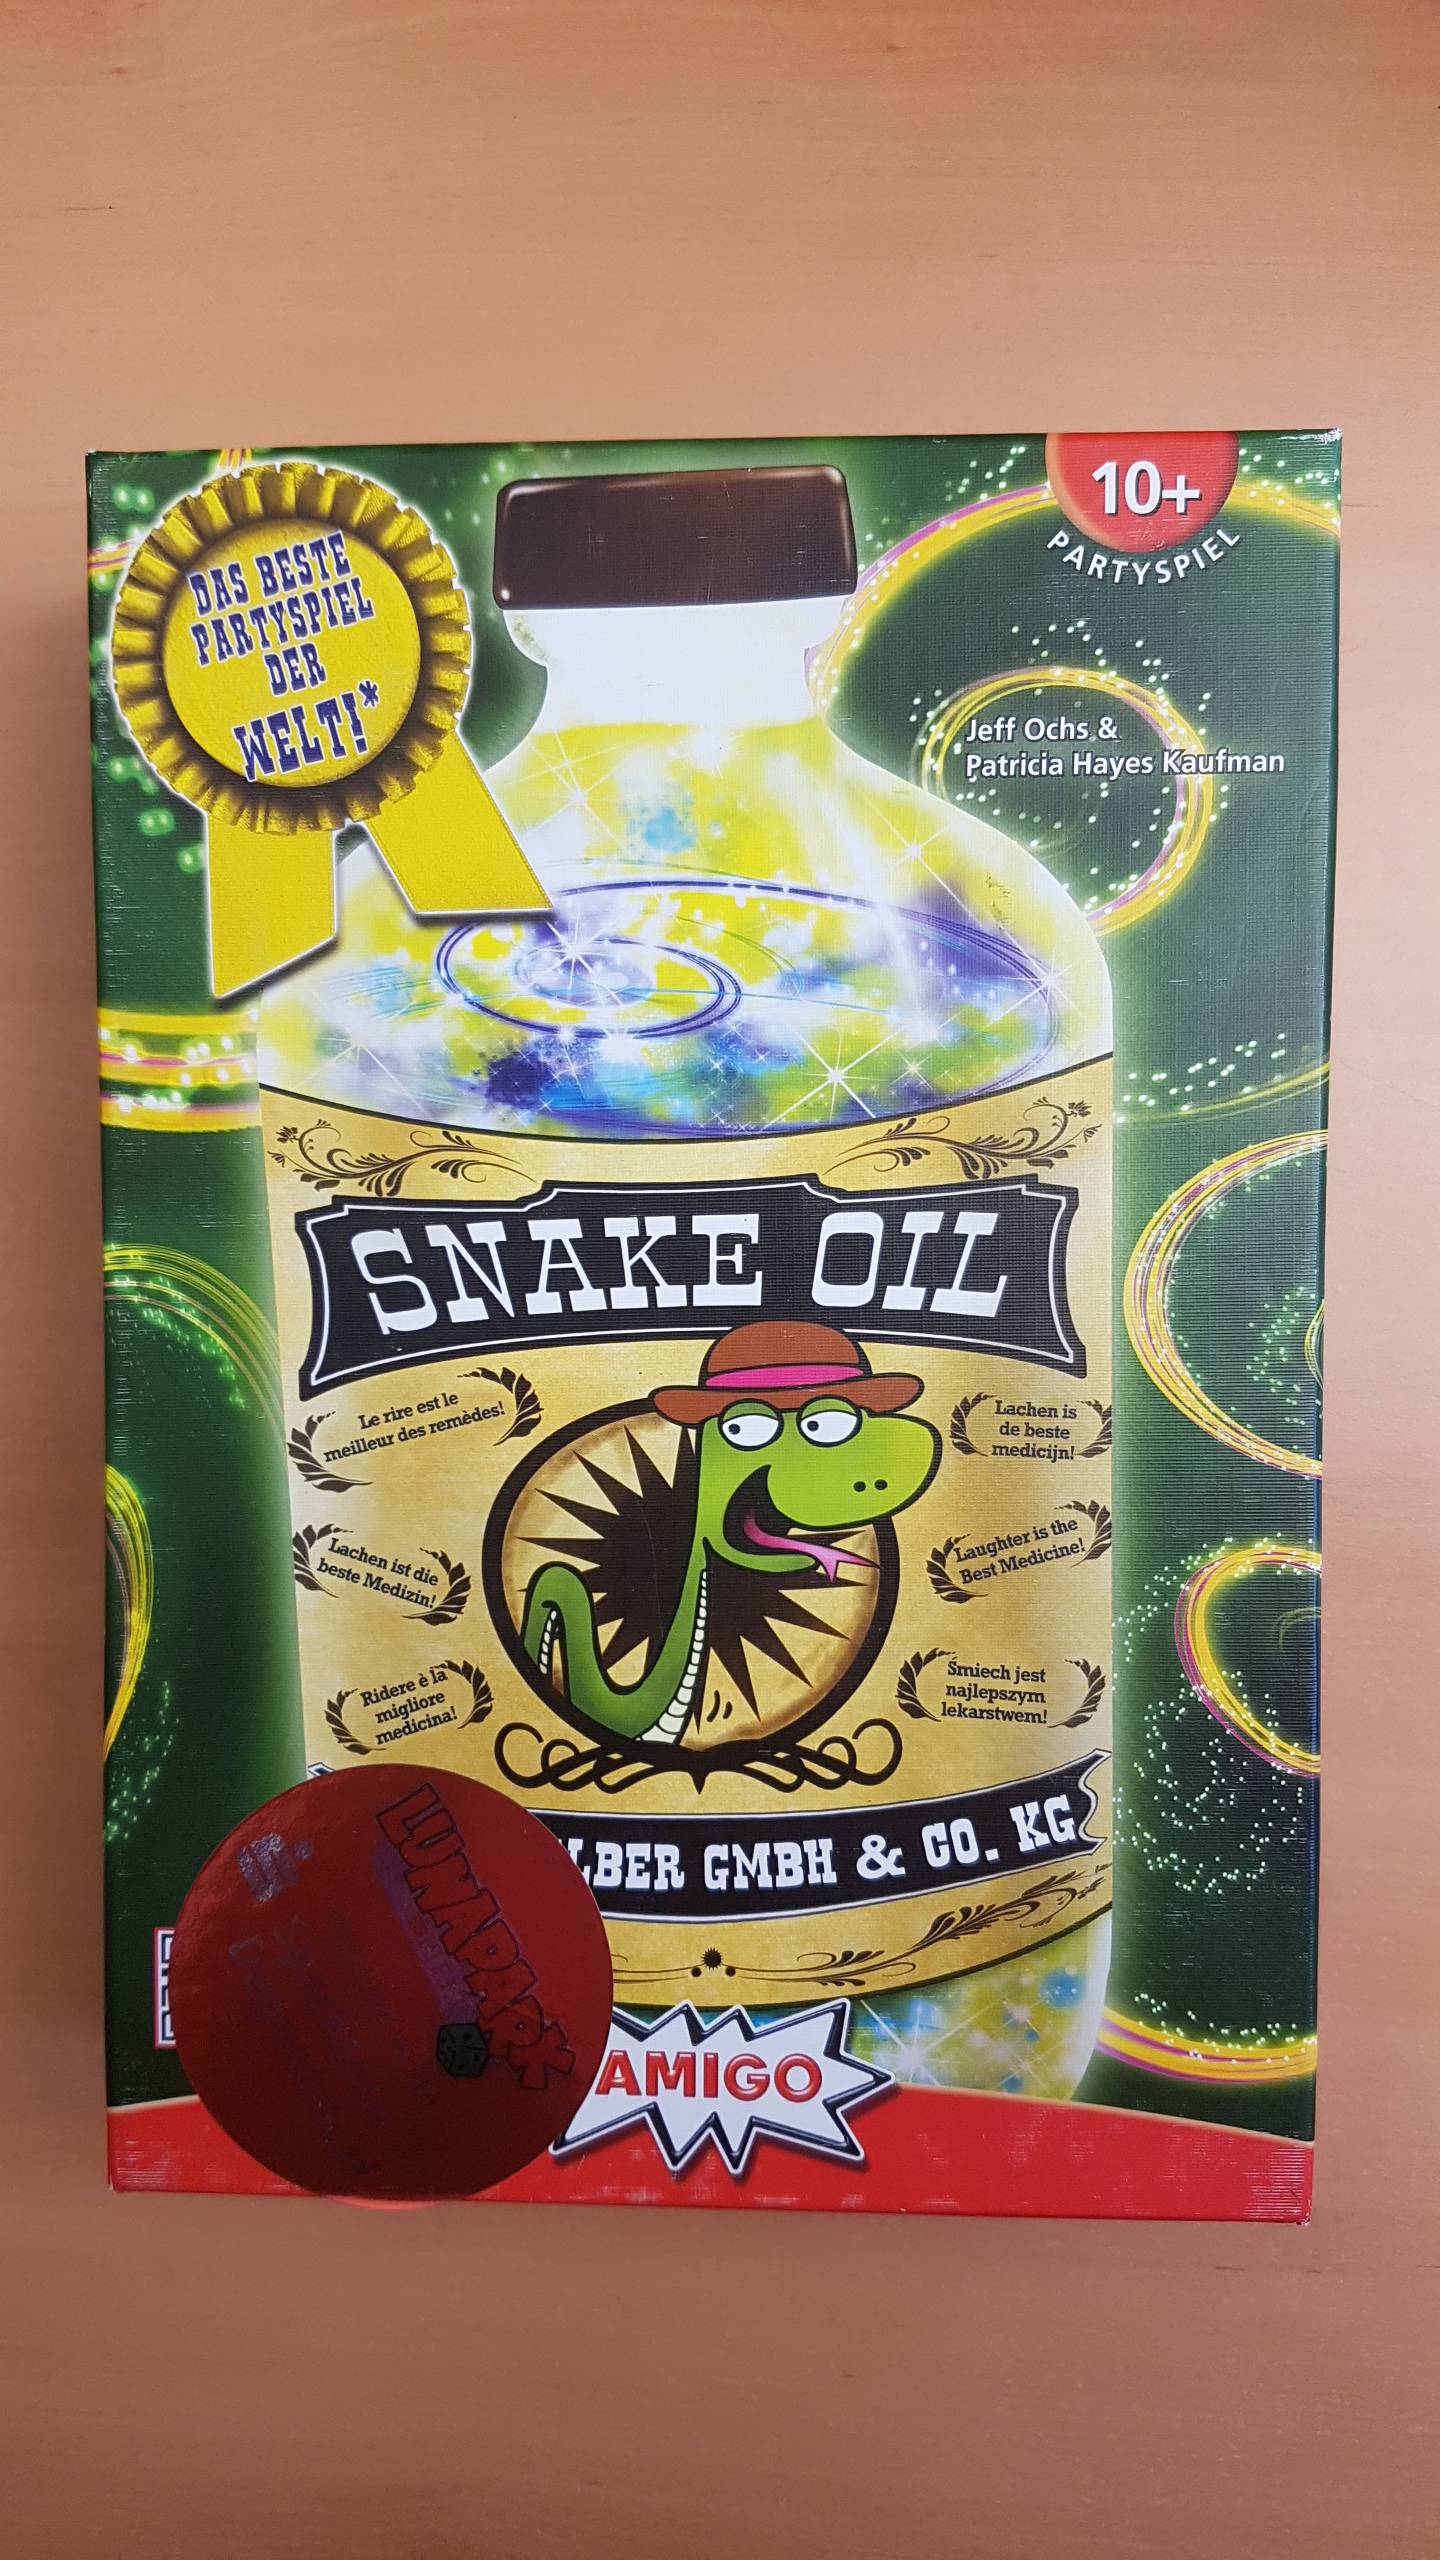 10+
PARTYSPIEL
DAS BESTE
PARTYSPIEL
DER
WELT!*
Jeff Ochs &
Patricia Hayes Kaufman
SNAKE OIL
Le rire est le
meilleur des remèdes!
Lachen is
de beste
medicijn!
Lachen ist die
beste Medizin!
Laughter is the
Best Medicine!
Ridere è la
migliore
medicina!
Śmiech jest
najlepszym
lekarstwem!
LBER GMBH & CO. KG
LUNAPARK
AMIGO